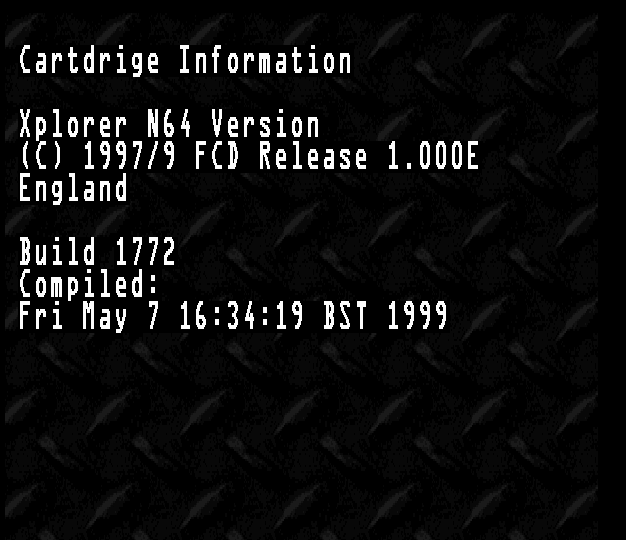 Cartdrige Information
Xplorer N64 Version
(C) 1997/9 FCD Release 1.000E
England
Build 1772
Compiled:
Fri May 7 16:34:19 BST 1999